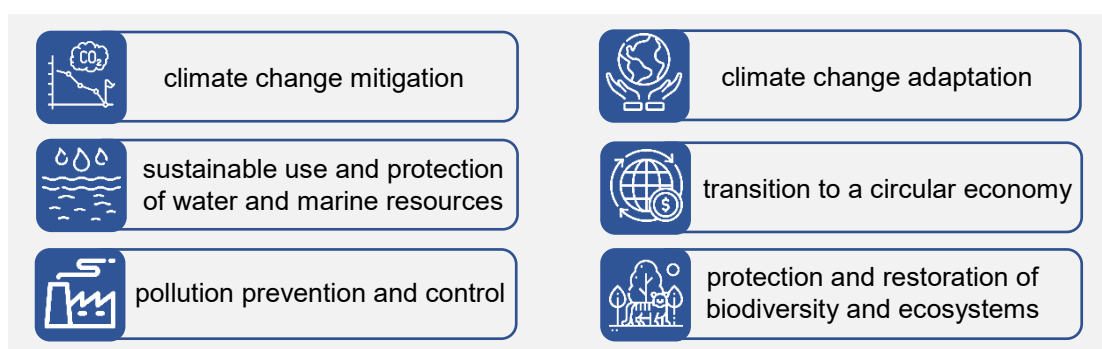 CO₂
climate change mitigation
climate change adaptation
sustainable use and protection
of water and marine resources
$
transition to a circular economy
pollution prevention and control
protection and restoration of
biodiversity and ecosystems